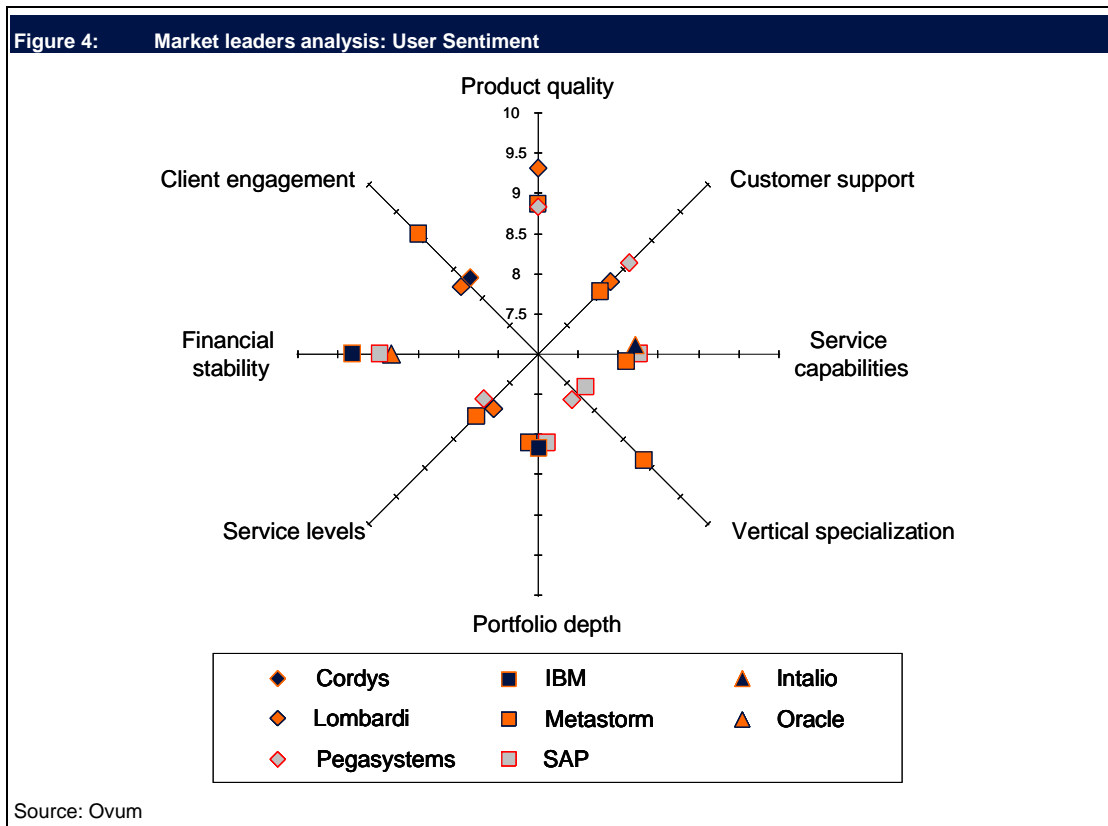 Figure 4: Market leaders analysis: User Sentiment
Product quality
10
9.5
9
8.5
8
7.5
Client engagement
Customer support
Financial
stability
Service
capabilities
Service levels
Vertical specialization
Portfolio depth
Cordys IBM Intalio
Lombardi Metastorm Oracle
Pegasystems SAP
Source: Ovum